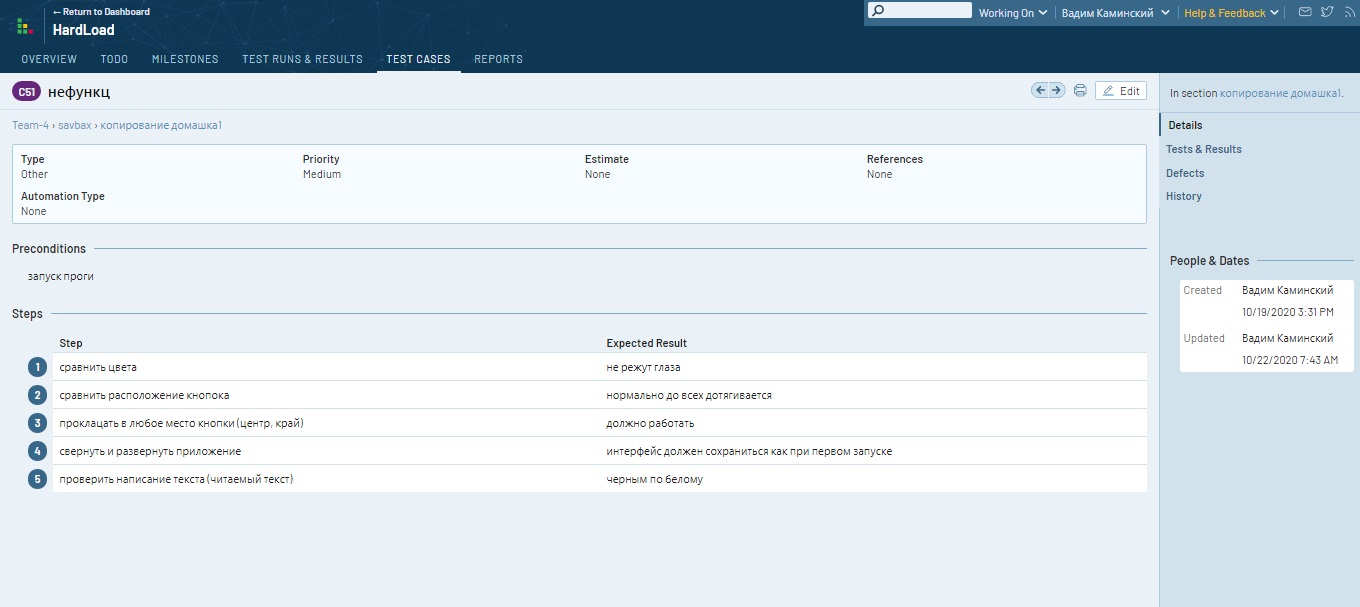 ← Return to Dashboard
HardLoad
Working On
Вадим Каминский
Help & Feedback
OVERVIEW TODO MILESTONES TEST RUNS & RESULTS TEST CASES REPORTS
C51 нефункц
Edit
Team-4 › savbax › копирование домашка1
Type Priority Estimate References
Other Medium None None
Automation Type
None
Preconditions
запуск проги
Steps
Step Expected Result
1 сравнить цвета не режут глаза
2 сравнить расположение кнопока нормально до всех дотягивается
3 проклацать в любое место кнопки (центр, край) должно работать
4 свернуть и развернуть приложение интерфейс должен сохраниться как при первом запуске
5 проверить написание текста (читаемый текст) черным по белому
In section копирование домашка1.
Details
Tests & Results
Defects
History
People & Dates
Created Вадим Каминский
10/19/2020 3:31 PM
Updated Вадим Каминский
10/22/2020 7:43 AM